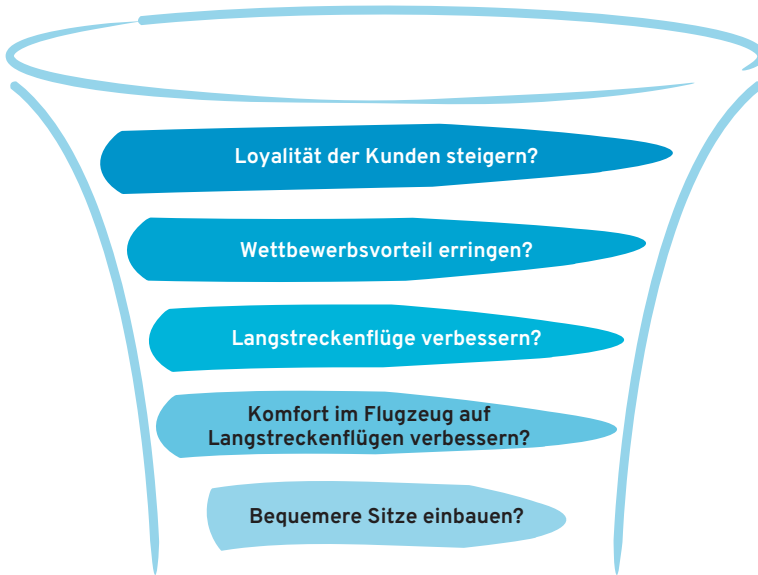 Loyalität der Kunden steigern?
Wettbewerbsvorteil erringen?
Langstreckenflüge verbessern?
Komfort im Flugzeug auf
Langstreckenflügen verbessern?
Bequemere Sitze einbauen?